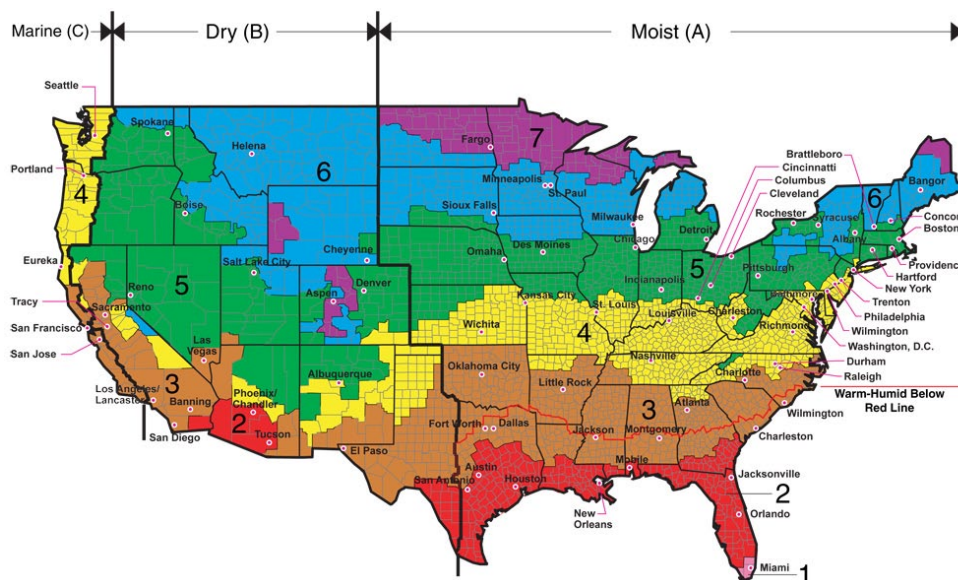 Marine (C)
Dry (B)
Moist (A)
Seattle
Portland
4
Eureka
Tracy
San Francisco
San Jose
Spokane
Helena
6
Boise
Cheyenne
Salt Lake City
Reno
5
Sacramento
Aspen
Denver
Las
Vegas
3
Los Angeles/
Lancaster
Banning
San Diego
Phoenix/
Chandler
2
Tucson
Albuquerque
El Paso
Fargo
7
Minneapolis
St. Paul
Sioux Falls
Milwaukee
Chicago
Detroit
Omaha
Des Moines
Indianapolis
5
Brattleboro
Cincinnatti
Columbus
Cleveland
Rochester
Syracuse
Albany
6
Bangor
Concord
Boston
Providence
Hartford
New York
Trenton
Philadelphia
Wilmington
Washington, D.C.
Pittsburgh
Baltimore
Kansas City
St. Louis
Louisville
Charleston
Richmond
Wichita
4
Nashville
Durham
Raleigh
Charlotte
Oklahoma City
Little Rock
3
Atlanta
Warm-Humid Below
Red Line
Wilmington
Charleston
Fort Worth
Dallas
Jackson
Montgomery
Mobile
Austin
San Antonio
Houston
New
Orleans
Jacksonville
2
Orlando
Miami
1